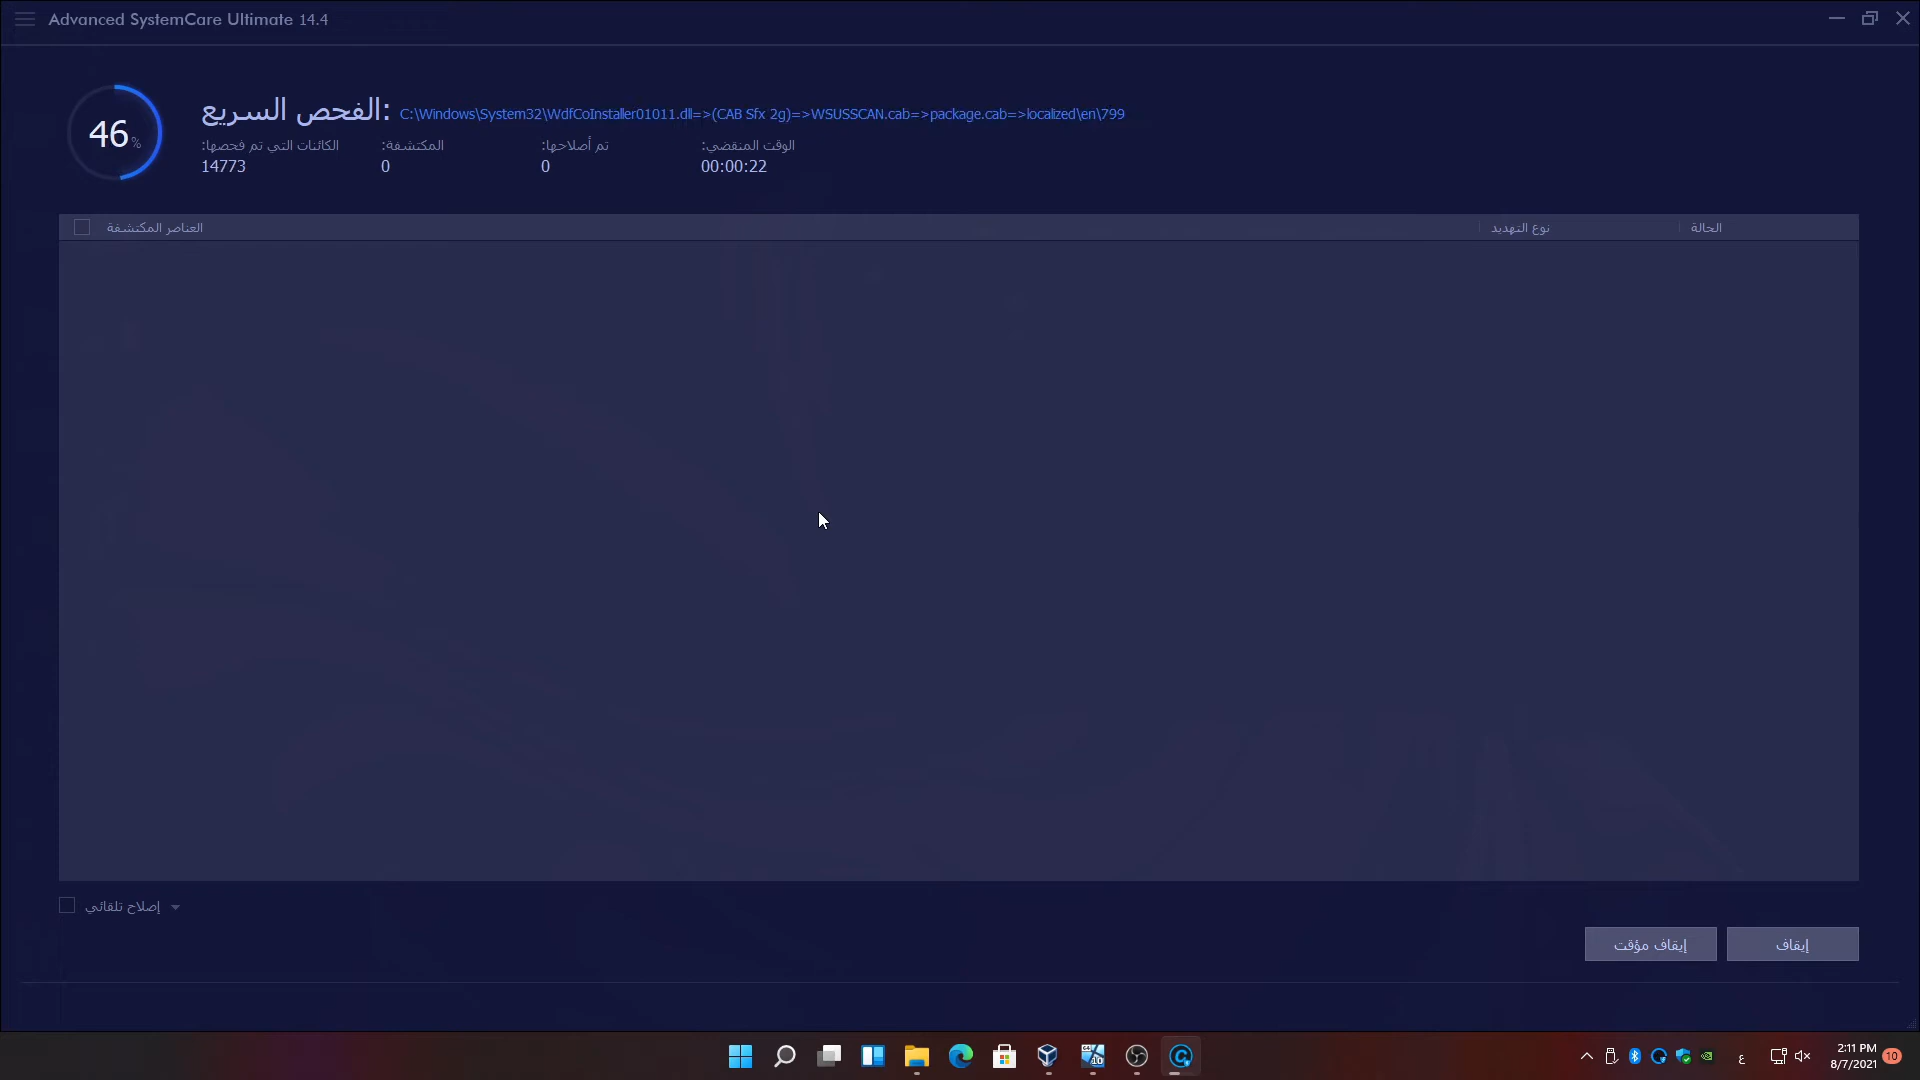 Advanced SystemCare Ultimate 14.4
46%
الفحص السريع: C:\Windows\System32\WdfCoInstaller01011.dll=>(CAB Sfx 2g)=>WSUSSCAN.cab=>package.cab=>localized\en\799
الكائنات التي تم فحصها: المكتشفة: تم أصلاحها: الوقت المنقضي:
14773 0 0 00:00:22
العناصر المكتشفة نوع التهديد الحالة
إصلاح تلقائي
إيقاف مؤقت إيقاف
64
10
ع
2:11 PM
8/7/2021
10